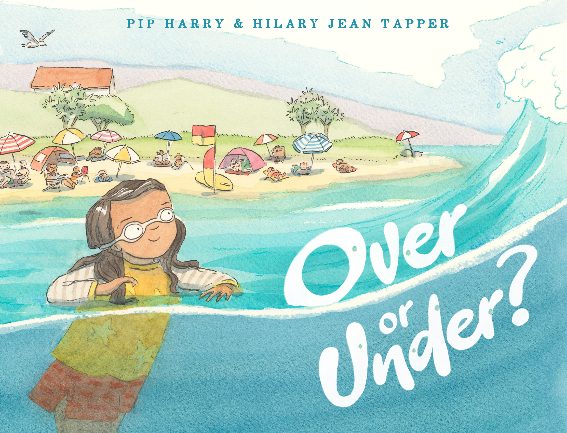 PIP HARRY & HILARY JEAN TAPPER
Over
or
Under?